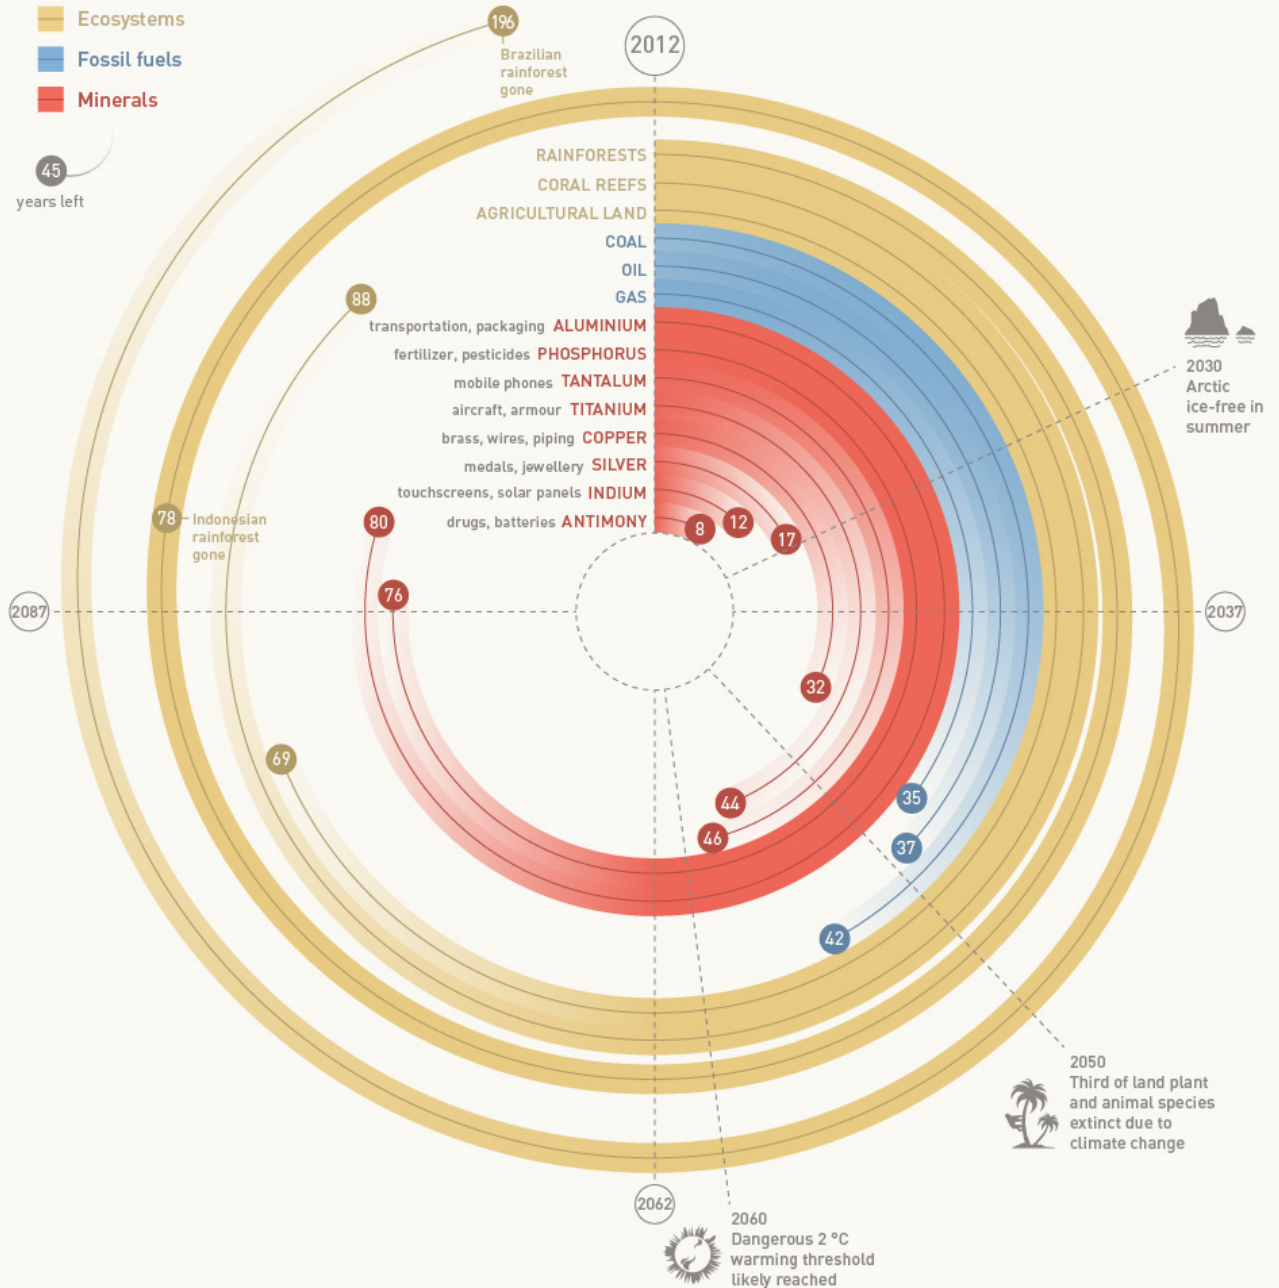 Ecosystems
Fossil fuels
Minerals
45
years left
196
Brazilian
rainforest
gone
2012
RAINFORESTS
CORAL REEFS
AGRICULTURAL LAND
COAL
OIL
GAS
transportation, packaging ALUMINIUM
fertilizer, pesticides PHOSPHORUS
mobile phones TANTALUM
aircraft, armour TITANIUM
brass, wires, piping COPPER
medals, jewellery SILVER
touchscreens, solar panels INDIUM
drugs, batteries ANTIMONY
88
78
Indonesian
rainforest
gone
80
76
69
8
12
17
32
44
46
35
37
42
2030
Arctic
ice-free in
summer
2087
2037
2050
Third of land plant
and animal species
extinct due to
climate change
2062
2060
Dangerous 2 °C
warming threshold
likely reached